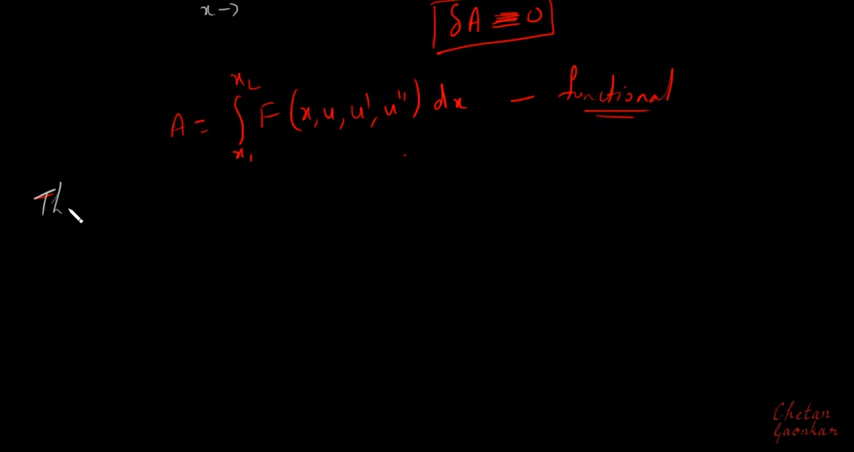 x →
δA = 0
x₂
A = ∫ F (x, u, u', u'') dx — functional
x₁
Th
Chetan
Gaonkar